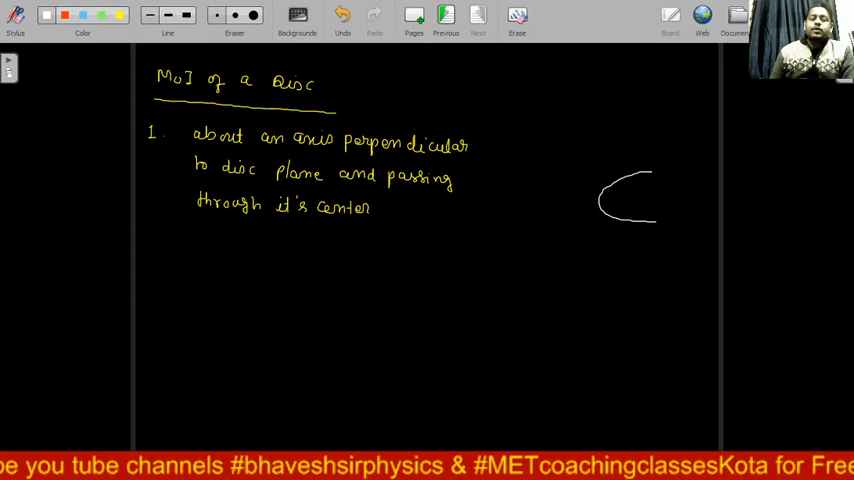 Stylus
Color
Line
Eraser
Backgrounds
Undo
Redo
Pages
Previous
Next
Erase
Board
Web
Documen
MoI of a Disc
1. about an axis perpendicular
to disc plane and passing
through it's center
be you tube channels #bhaveshsirphysics & #METcoachingclassesKota for Free